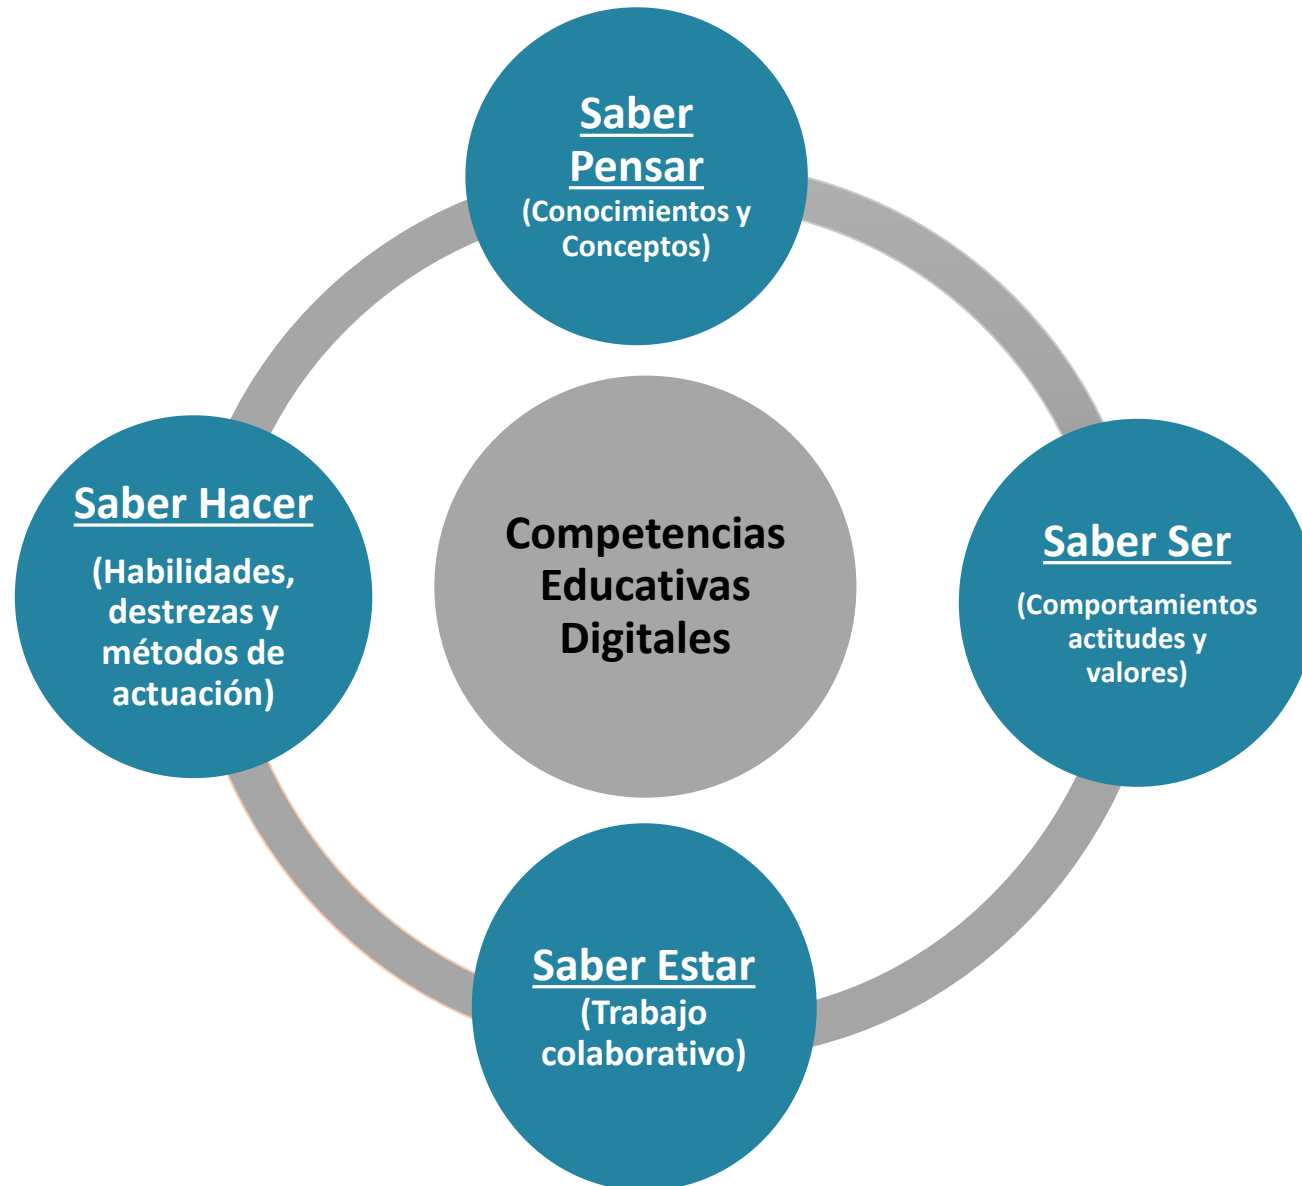 Saber
Pensar
(Conocimientos y
Conceptos)
Saber Hacer
(Habilidades,
destrezas y
métodos de
actuación)
Competencias
Educativas
Digitales
Saber Ser
(Comportamientos
actitudes y
valores)
Saber Estar
(Trabajo
colaborativo)